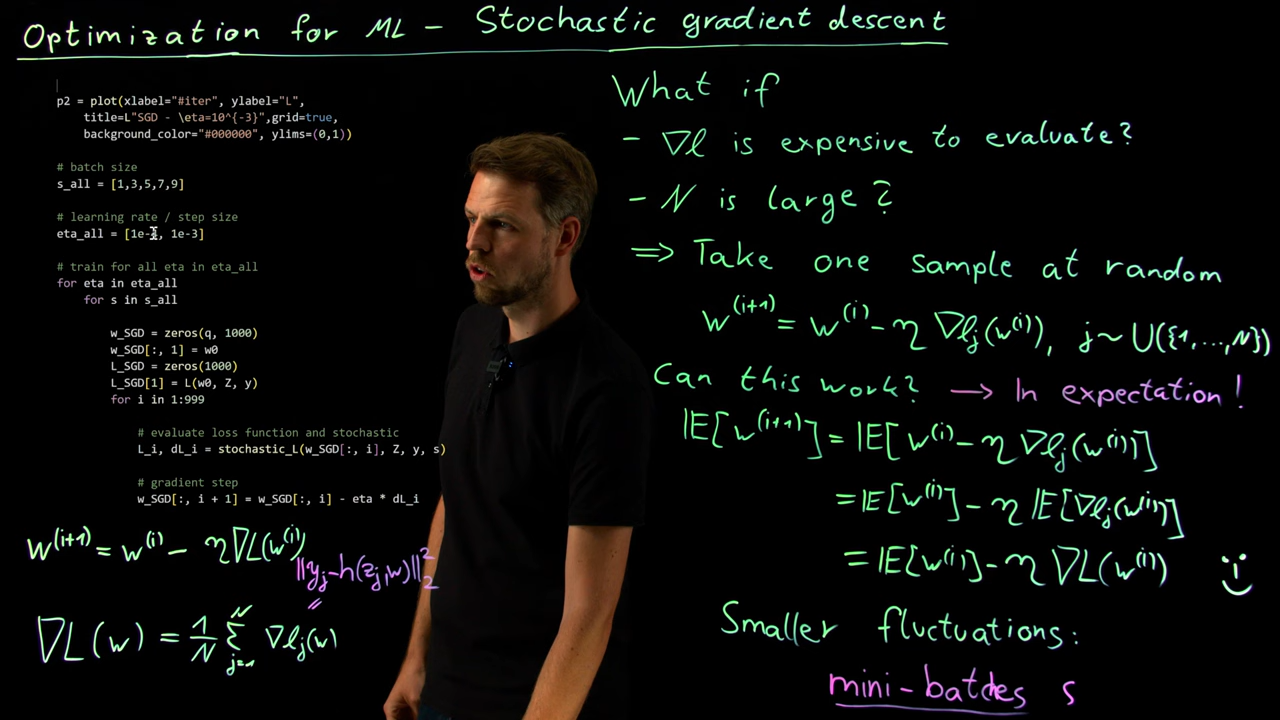 Optimization for ML - Stochastic gradient descent
p2 = plot(xlabel="#iter", ylabel="L",
title=L"SGD - \eta=10^{-3}",grid=true,
background_color="#000000", ylims=(0,1))
# batch size
s_all = [1,3,5,7,9]
# learning rate / step size
eta_all = [1e-, 1e-3]
# train for all eta in eta_all
for eta in eta_all
for s in s_all
w_SGD = zeros(q, 1000)
w_SGD[:, 1] = w0
L_SGD = zeros(1000)
L_SGD[1] = L(w0, Z, y)
for i in 1:999
# evaluate loss function and stochastic
L_i, dL_i = stochastic_L(w_SGD[:, i], Z, y, s)
# gradient step
w_SGD[:, i + 1] = w_SGD[:, i] - eta * dL_i
w^(i+1) = w^(i) - η∇L(w^(i))
||y_j - h(z_j,w)||_2^2
∇L(w) = 1/N Σ_{j=1}^N ∇ℓ_j(w)
What if
- ∇ℓ is expensive to evaluate?
- N is large?
⇒ Take one sample at random
w^(i+1) = w^(i) - η ∇ℓ_j(w^(i)), j~U({1,...,N})
Can this work? → In expectation!
𝔼[w^(i+1)] = 𝔼[w^(i) - η ∇ℓ_j(w^(i))]
= 𝔼[w^(i)] - η 𝔼[∇ℓ_j(w^(i))]
= 𝔼[w^(i)] - η ∇L(w^(i))
Smaller fluctuations:
mini-batches s